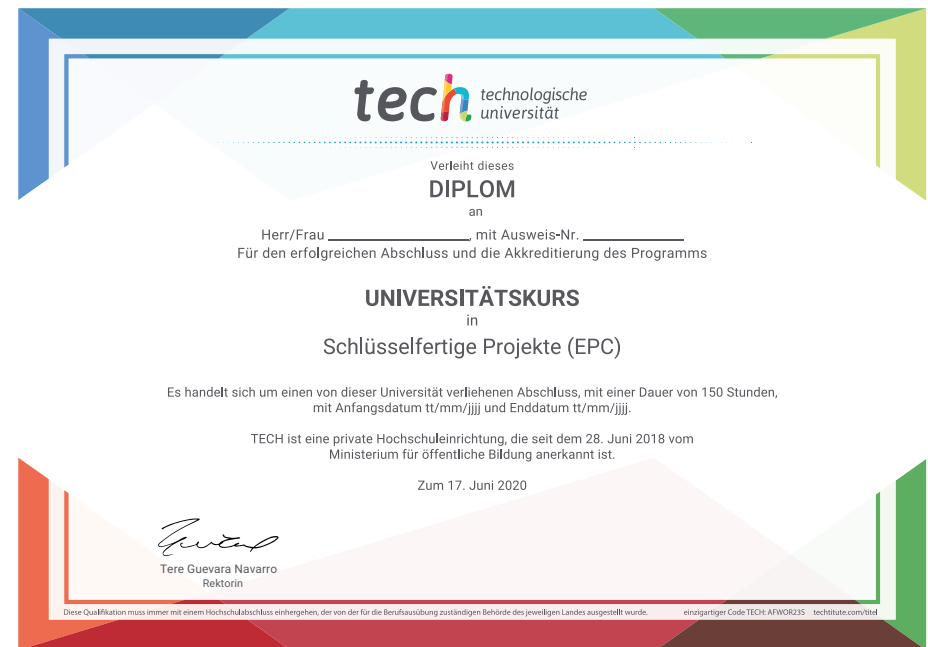 tech technologische
universität
Verleiht dieses
DIPLOM
an
Herr/Frau ____________________, mit Ausweis-Nr. ______________
Für den erfolgreichen Abschluss und die Akkreditierung des Programms
UNIVERSITÄTSKURS
in
Schlüsselfertige Projekte (EPC)
Es handelt sich um einen von dieser Universität verliehenen Abschluss, mit einer Dauer von 150 Stunden,
mit Anfangsdatum tt/mm/jjjj und Enddatum tt/mm/jjjj.
TECH ist eine private Hochschuleinrichtung, die seit dem 28. Juni 2018 vom
Ministerium für öffentliche Bildung anerkannt ist.
Zum 17. Juni 2020
Tere Guevara Navarro
Rektorin
Diese Qualifikation muss immer mit einem Hochschulabschluss einhergehen, der von der für die Berufsausübung zuständigen Behörde des jeweiligen Landes ausgestellt wurde. einzigartiger Code TECH: AFWOR23S techtitute.com/titel